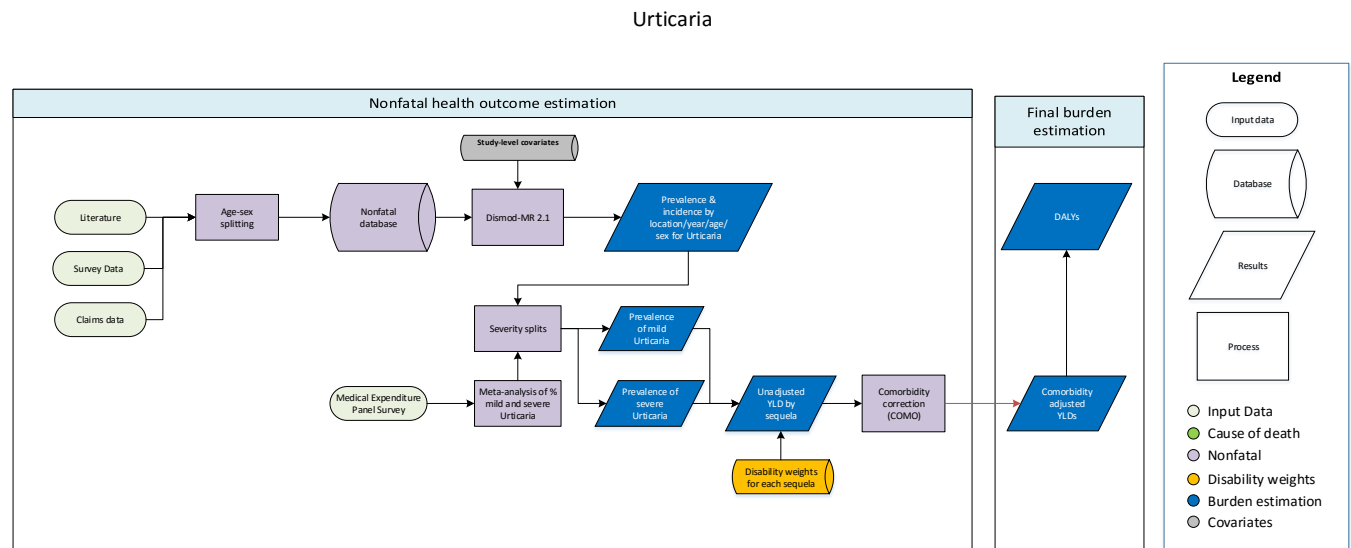 Urticaria
Nonfatal health outcome estimation
Final burden
estimation
Legend
Study-level covariates
Input data
Literature
Age-sex
splitting
Nonfatal
database
Dismod-MR 2.1
Prevalence &
incidence by
location/year/age/
sex for Urticaria
DALYs
Database
Survey Data
Claims data
Results
Severity splits
Prevalence
of mild
Urticaria
Process
Medical Expenditure
Panel Survey
Meta-analysis of %
mild and severe
Urticaria
Prevalence of
severe
Urticaria
Unadjusted
YLD by
sequela
Comorbidity
correction
(COMO)
Comorbidity
adjusted
YLDs
Disability weights
for each sequela
Input Data
Cause of death
Nonfatal
Disability weights
Burden estimation
Covariates